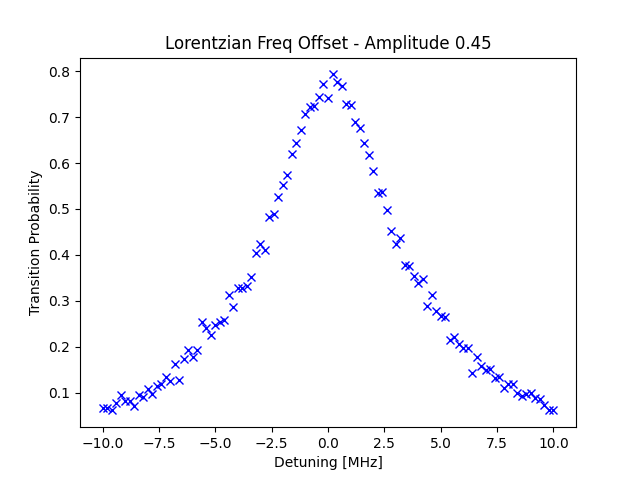 Lorentzian Freq Offset - Amplitude 0.45
0.8
0.7
0.6
0.5
0.4
0.3
0.2
0.1
Transition Probability
−10.0 −7.5 −5.0 −2.5 0.0 2.5 5.0 7.5 10.0
Detuning [MHz]